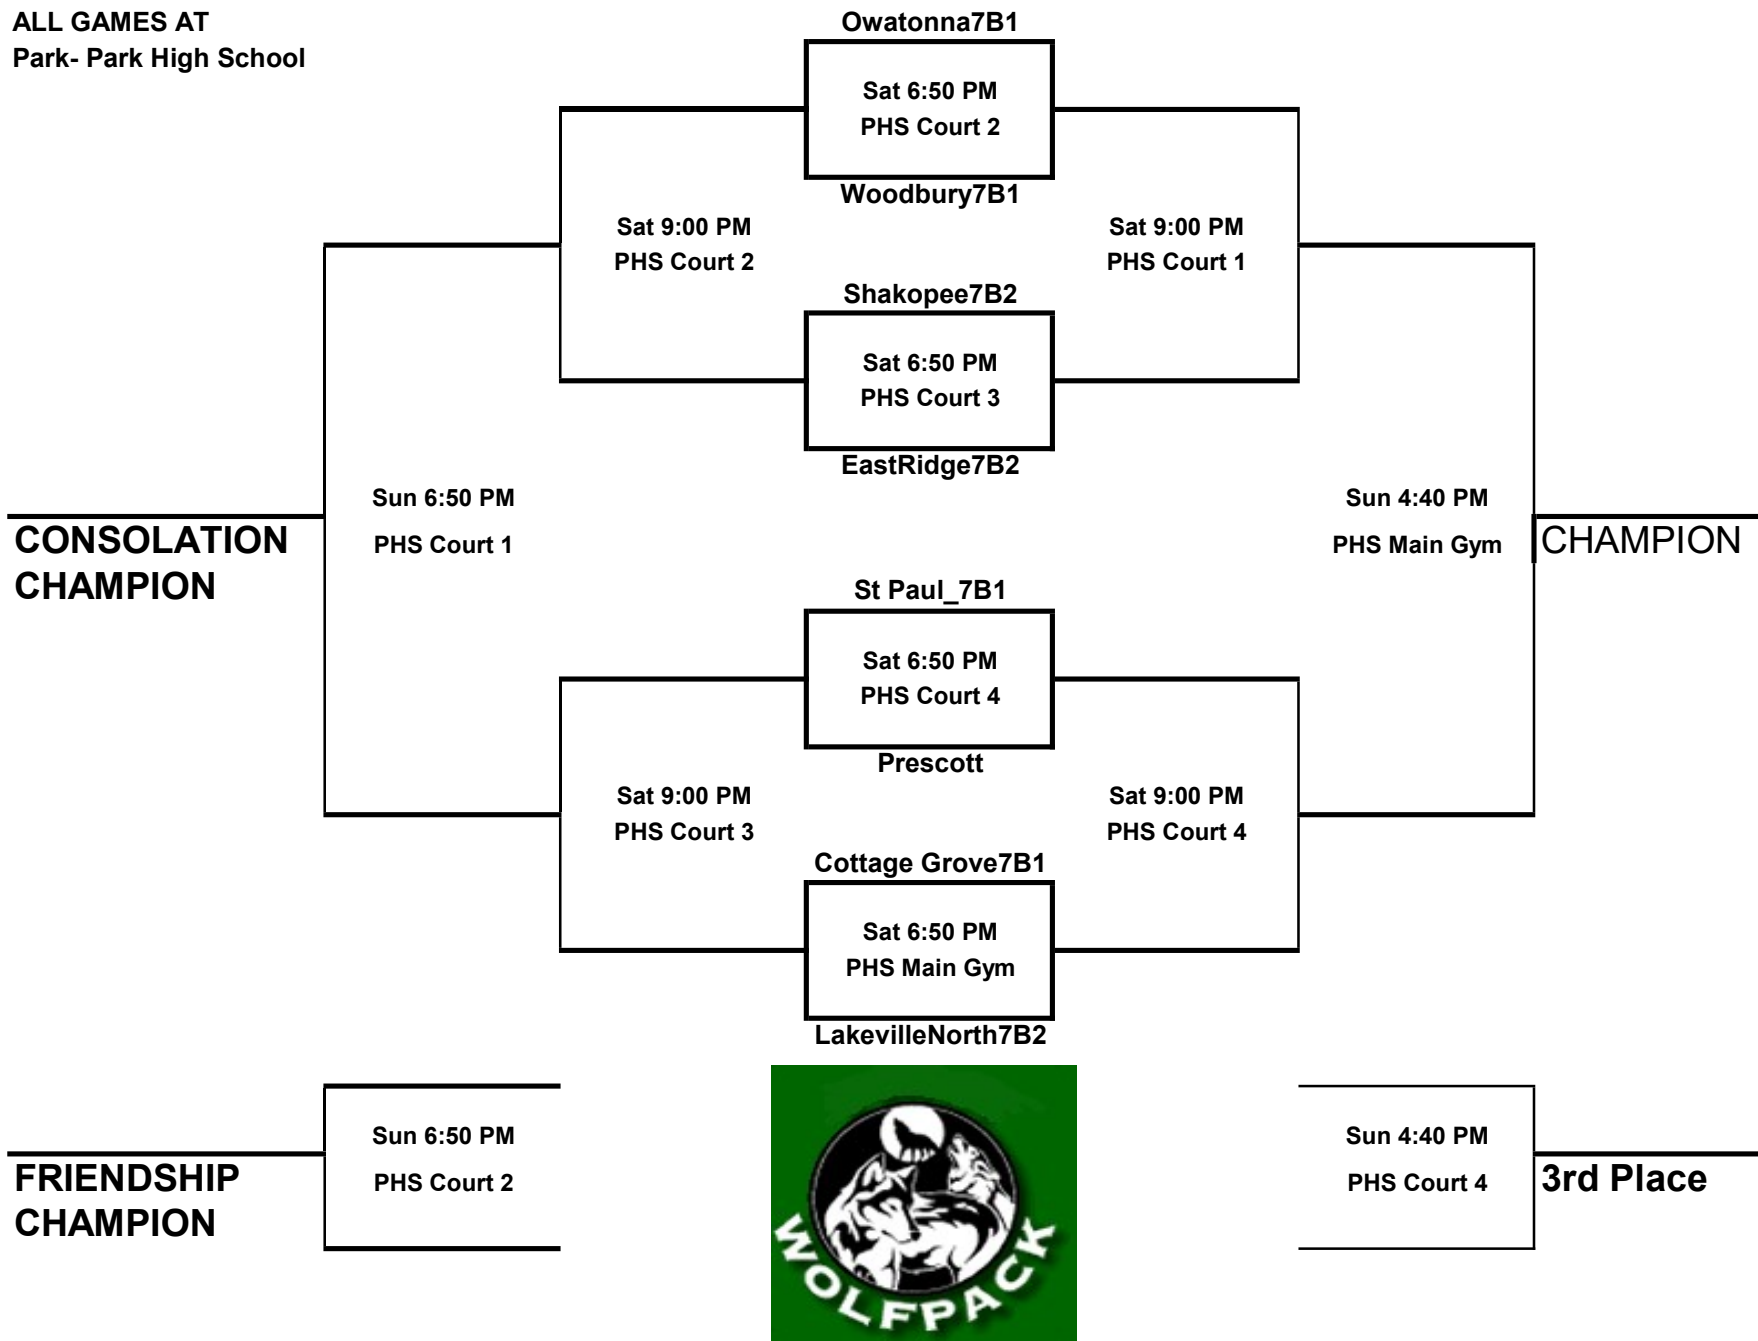 ALL GAMES AT
Park- Park High School
Owatonna7B1
Sat 6:50 PM
PHS Court 2
Woodbury7B1
Sat 9:00 PM
PHS Court 2
Sat 9:00 PM
PHS Court 1
Shakopee7B2
Sat 6:50 PM
PHS Court 3
EastRidge7B2
Sun 6:50 PM
PHS Court 1
CONSOLATION
CHAMPION
Sun 4:40 PM
PHS Main Gym
CHAMPION
St Paul_7B1
Sat 6:50 PM
PHS Court 4
Prescott
Sat 9:00 PM
PHS Court 3
Sat 9:00 PM
PHS Court 4
Cottage Grove7B1
Sat 6:50 PM
PHS Main Gym
LakevilleNorth7B2
Sun 6:50 PM
PHS Court 2
FRIENDSHIP
CHAMPION
WOLFPACK
Sun 4:40 PM
PHS Court 4
3rd Place